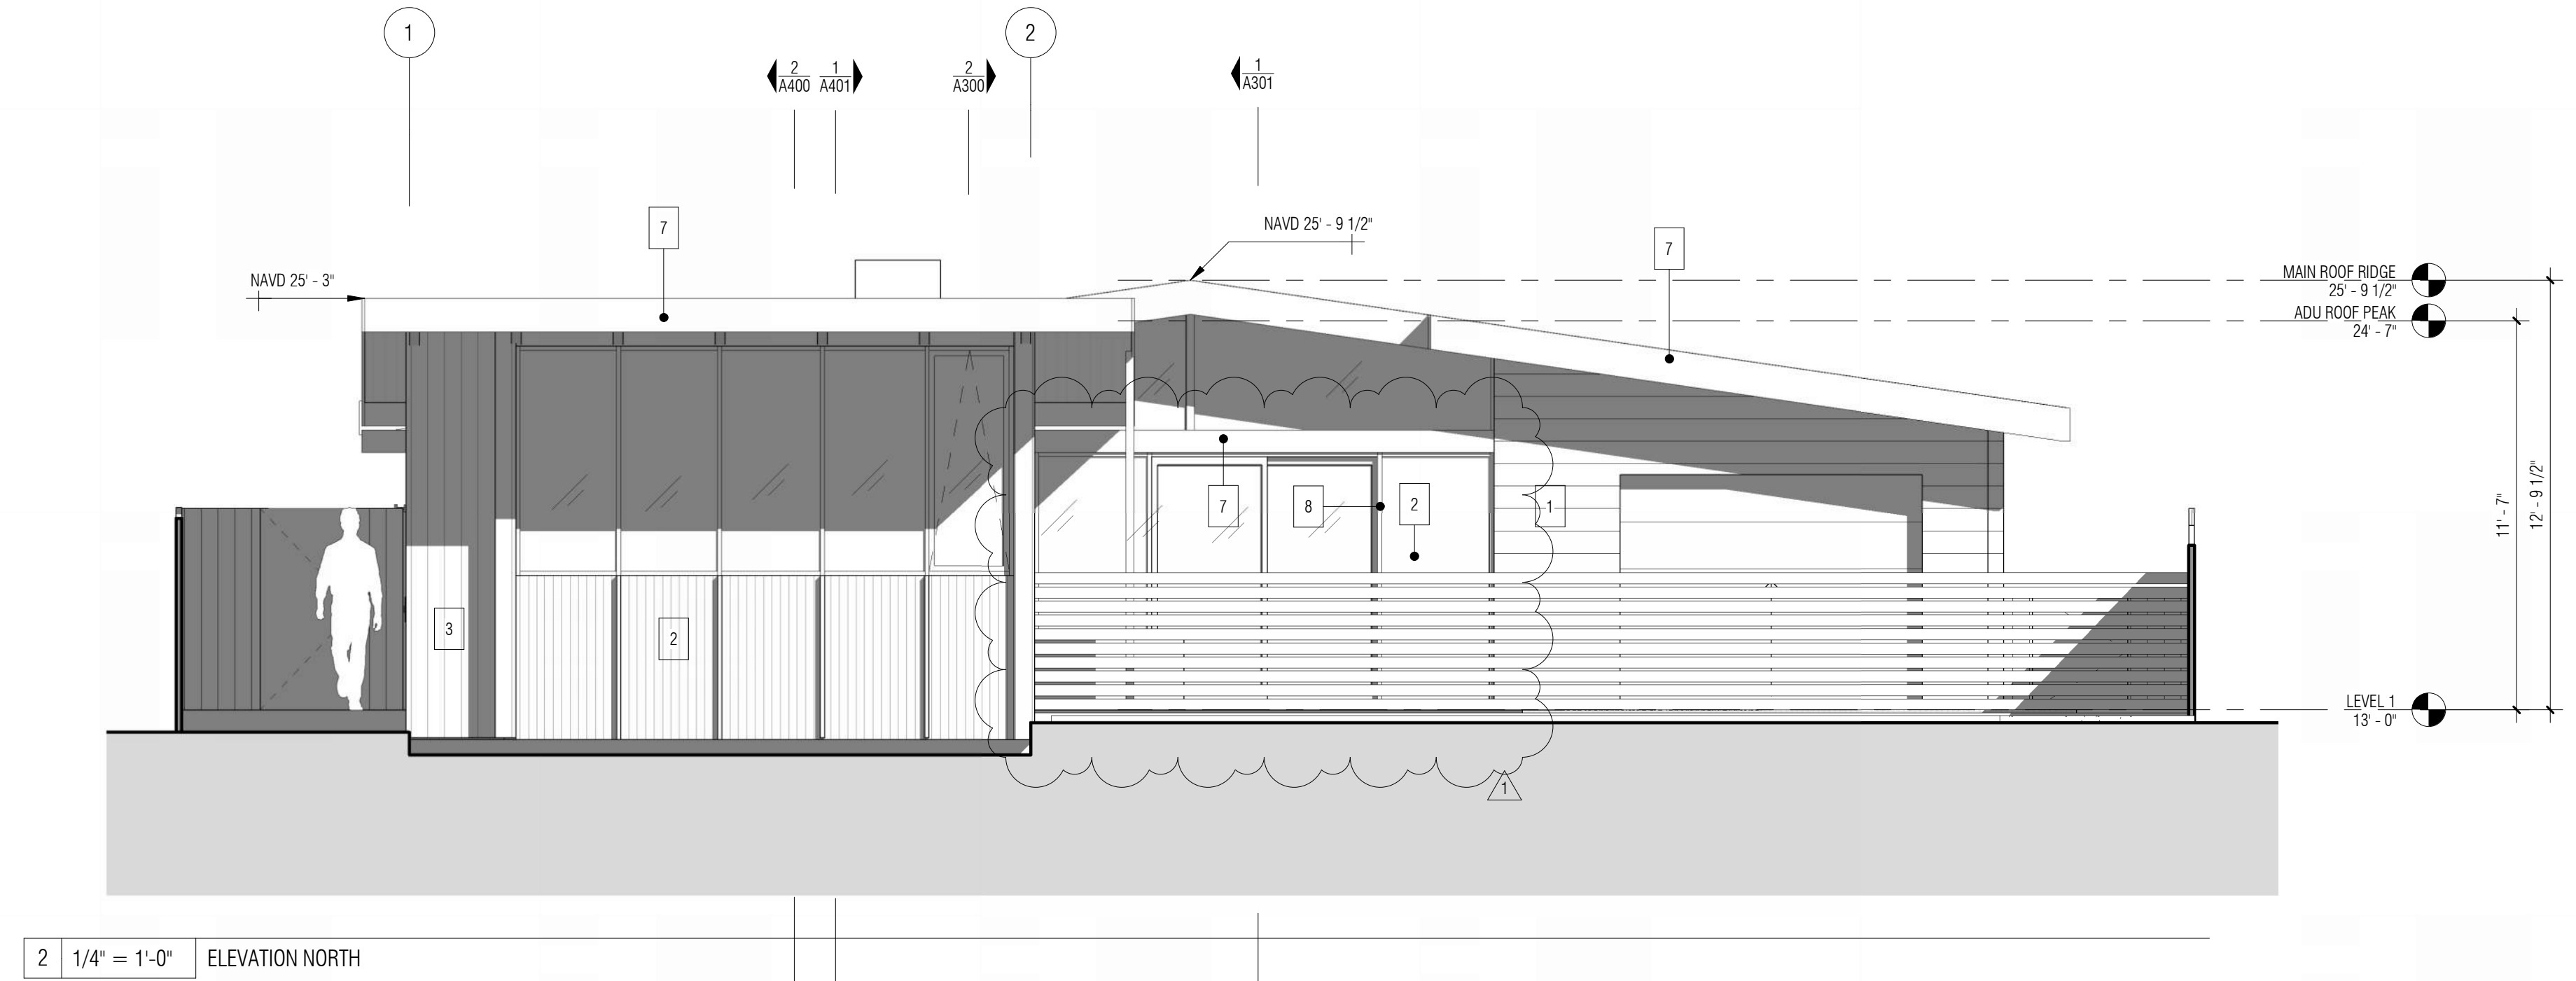 1
2
2
A400
1
A401
2
A300
1
A301
NAVD 25' - 9 1/2"
7
7
NAVD 25' - 3"
MAIN ROOF RIDGE
25' - 9 1/2"
ADU ROOF PEAK
24' - 7"
7
8
2
1
11' - 7"
12' - 9 1/2"
3
2
LEVEL 1
13' - 0"
1
2 1/4" = 1'-0" ELEVATION NORTH